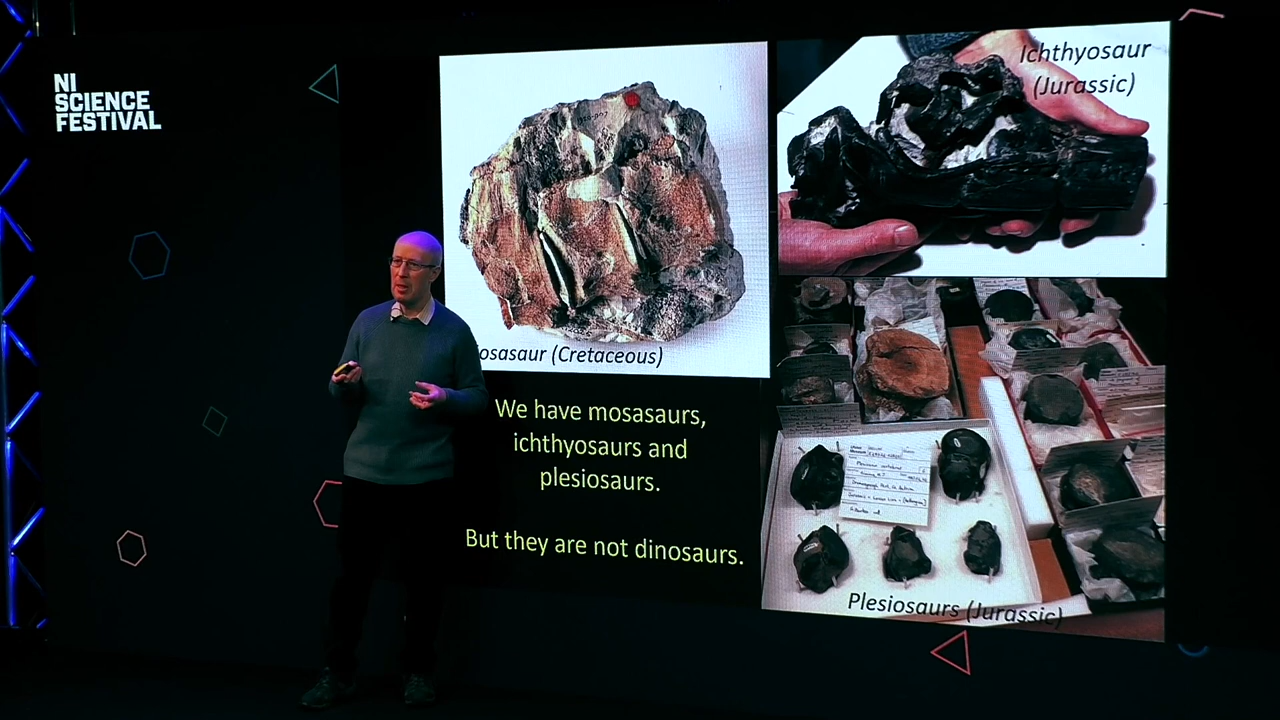 NI
SCIENCE
FESTIVAL
Ichthyosaur
(Jurassic)
osasaur (Cretaceous)
We have mosasaurs,
ichthyosaurs and
plesiosaurs.
But they are not dinosaurs.
Plesiosaurs (Jurassic)